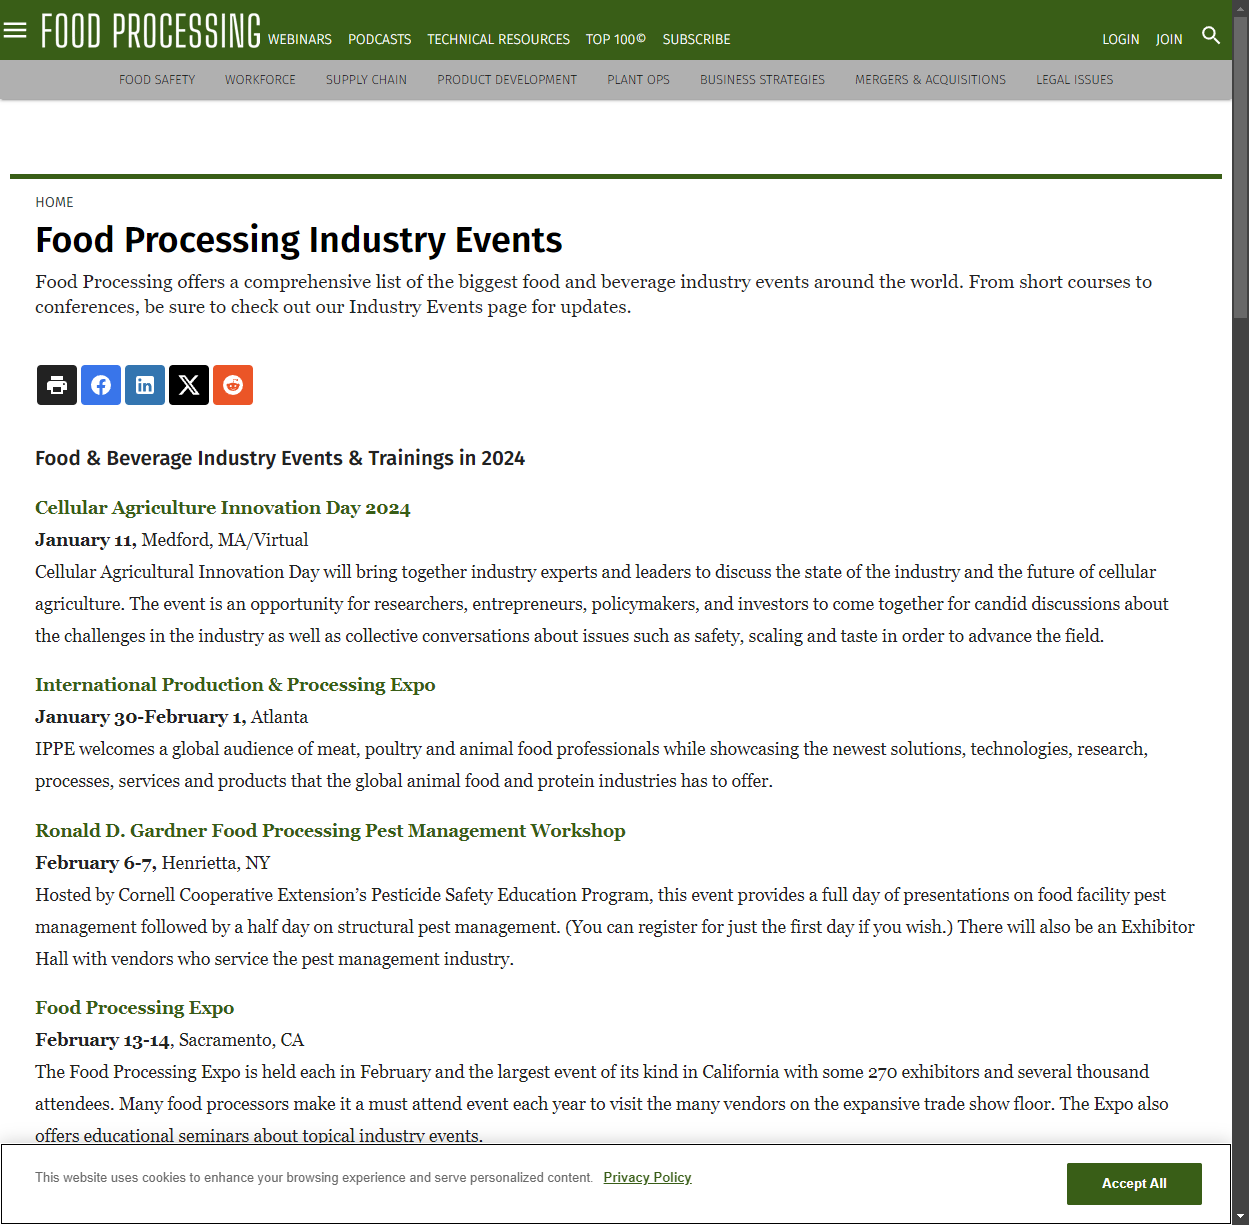 FOOD PROCESSING WEBINARS PODCASTS TECHNICAL RESOURCES TOP 100© SUBSCRIBE LOGIN JOIN
FOOD SAFETY WORKFORCE SUPPLY CHAIN PRODUCT DEVELOPMENT PLANT OPS BUSINESS STRATEGIES MERGERS & ACQUISITIONS LEGAL ISSUES
HOME
Food Processing Industry Events
Food Processing offers a comprehensive list of the biggest food and beverage industry events around the world. From short courses to
conferences, be sure to check out our Industry Events page for updates.
Food & Beverage Industry Events & Trainings in 2024
Cellular Agriculture Innovation Day 2024
January 11, Medford, MA/Virtual
Cellular Agricultural Innovation Day will bring together industry experts and leaders to discuss the state of the industry and the future of cellular
agriculture. The event is an opportunity for researchers, entrepreneurs, policymakers, and investors to come together for candid discussions about
the challenges in the industry as well as collective conversations about issues such as safety, scaling and taste in order to advance the field.
International Production & Processing Expo
January 30-February 1, Atlanta
IPPE welcomes a global audience of meat, poultry and animal food professionals while showcasing the newest solutions, technologies, research,
processes, services and products that the global animal food and protein industries has to offer.
Ronald D. Gardner Food Processing Pest Management Workshop
February 6-7, Henrietta, NY
Hosted by Cornell Cooperative Extension’s Pesticide Safety Education Program, this event provides a full day of presentations on food facility pest
management followed by a half day on structural pest management. (You can register for just the first day if you wish.) There will also be an Exhibitor
Hall with vendors who service the pest management industry.
Food Processing Expo
February 13-14, Sacramento, CA
The Food Processing Expo is held each in February and the largest event of its kind in California with some 270 exhibitors and several thousand
attendees. Many food processors make it a must attend event each year to visit the many vendors on the expansive trade show floor. The Expo also
offers educational seminars about topical industry events.
This website uses cookies to enhance your browsing experience and serve personalized content. Privacy Policy
Accept All